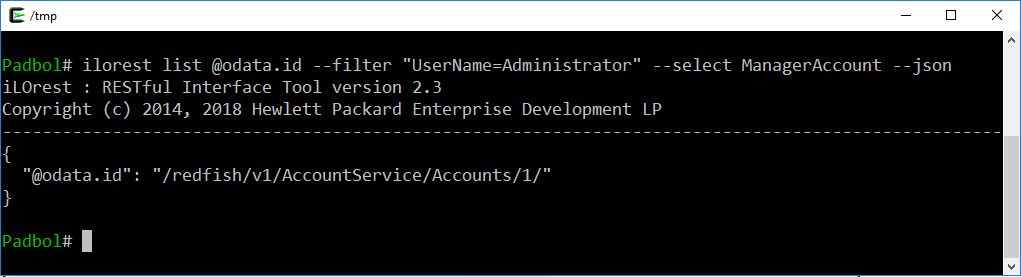 /tmp
Padbol# ilorest list @odata.id --filter "UserName=Administrator" --select ManagerAccount --json
iLOrest : RESTful Interface Tool version 2.3
Copyright (c) 2014, 2018 Hewlett Packard Enterprise Development LP
----------------------------------------------------------------------------------------------------
{
  "@odata.id": "/redfish/v1/AccountService/Accounts/1/"
}
Padbol#